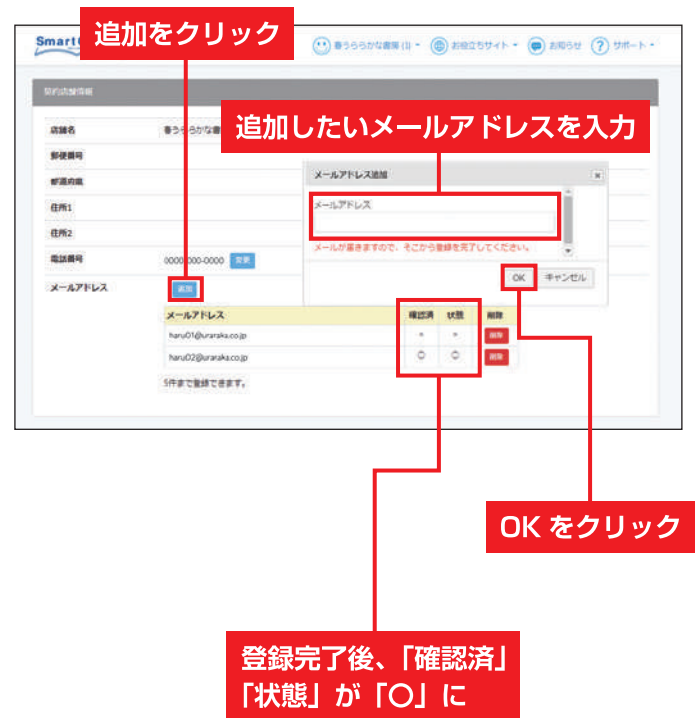 Smart
追加をクリック
春うららかな書房 (1)
お役立ちサイト
お知らせ
サポート
契約店舗情報
店舗名
追加したいメールアドレスを入力
郵便番号
都道府県
住所1
住所2
電話番号
0000-000-0000
変更
メールアドレス
追加
メールアドレス追加
メールアドレス
メールが届きますので、そこから登録を完了してください。
OK
キャンセル
メールアドレス 確認済 状態 削除
haru01@uraraka.co.jp × × 削除
haru02@uraraka.co.jp ○ ○ 削除
5件まで登録できます。
OK をクリック
登録完了後、「確認済」
「状態」が「○」に